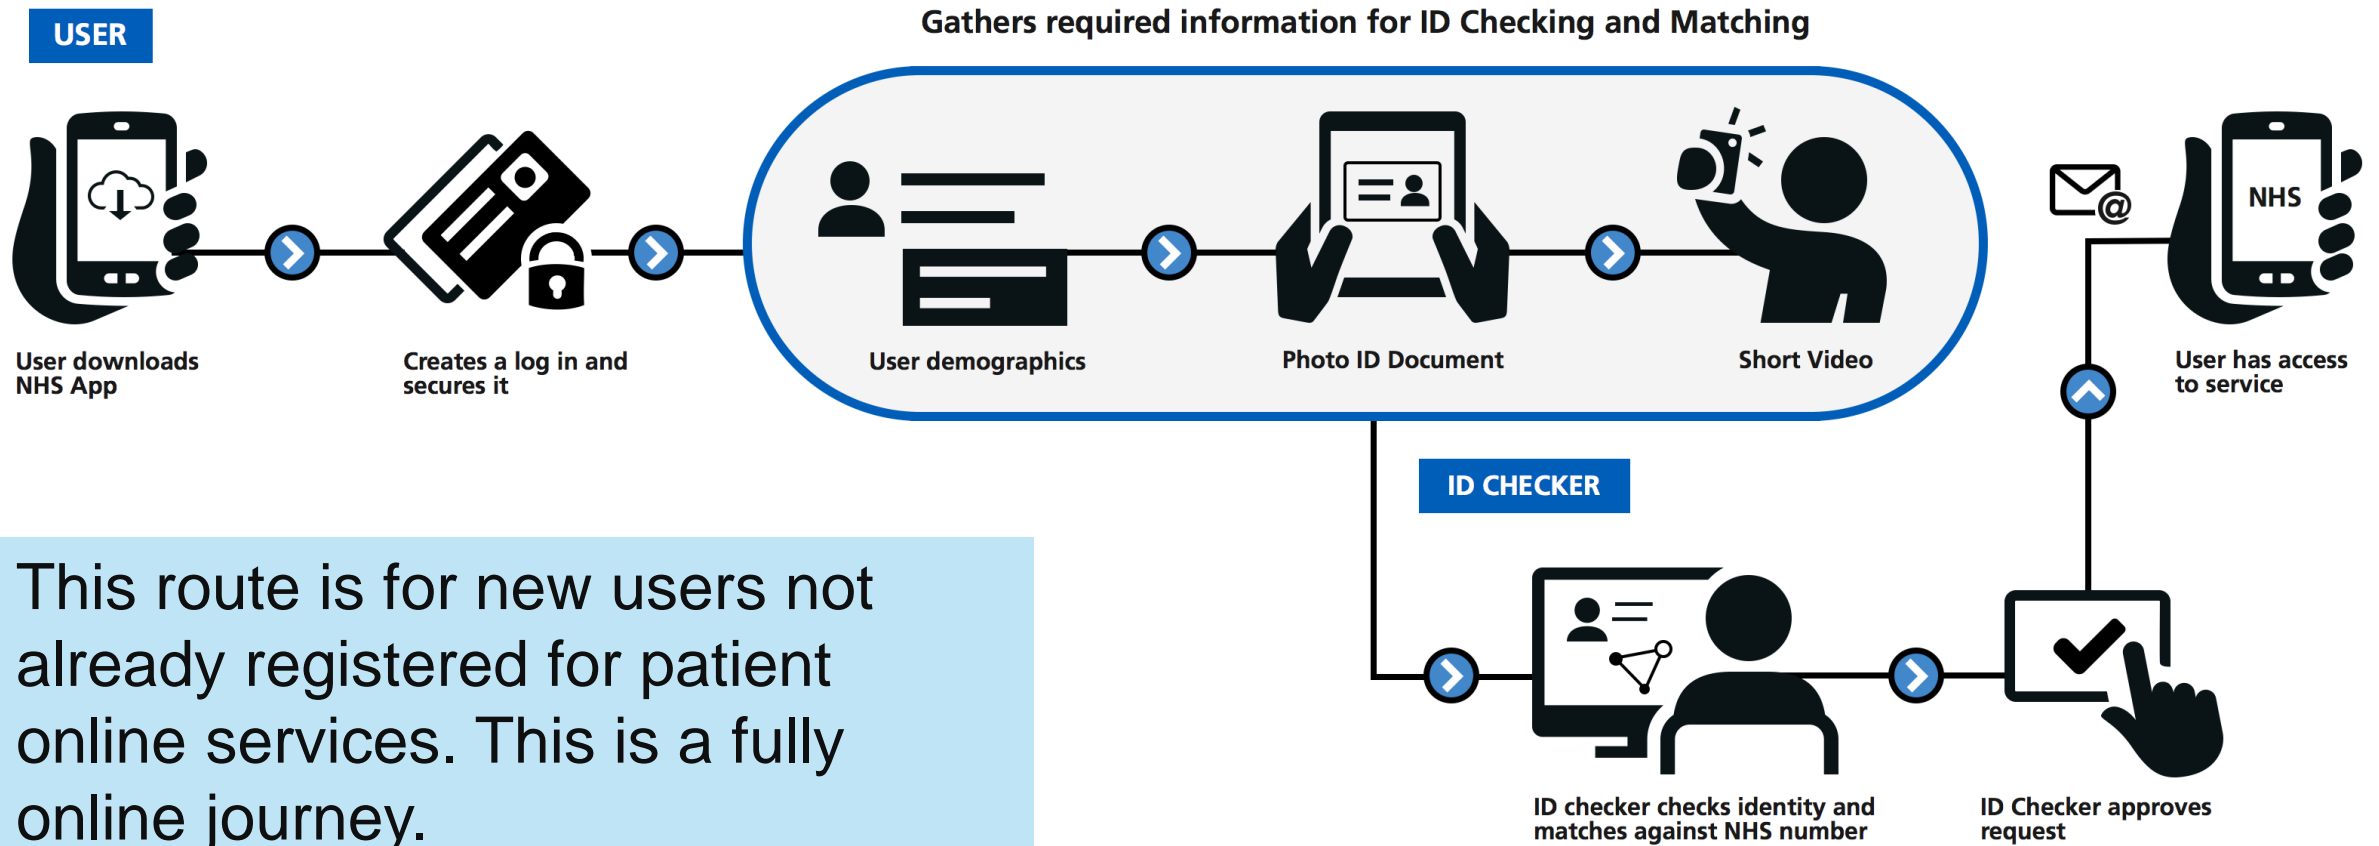 USER
Gathers required information for ID Checking and Matching
NHS
@
User downloads
NHS App
Creates a log in and
secures it
User demographics
Photo ID Document
Short Video
User has access
to service
ID CHECKER
This route is for new users not
already registered for patient
online services. This is a fully
online journey.
ID checker checks identity and
matches against NHS number
ID Checker approves
request